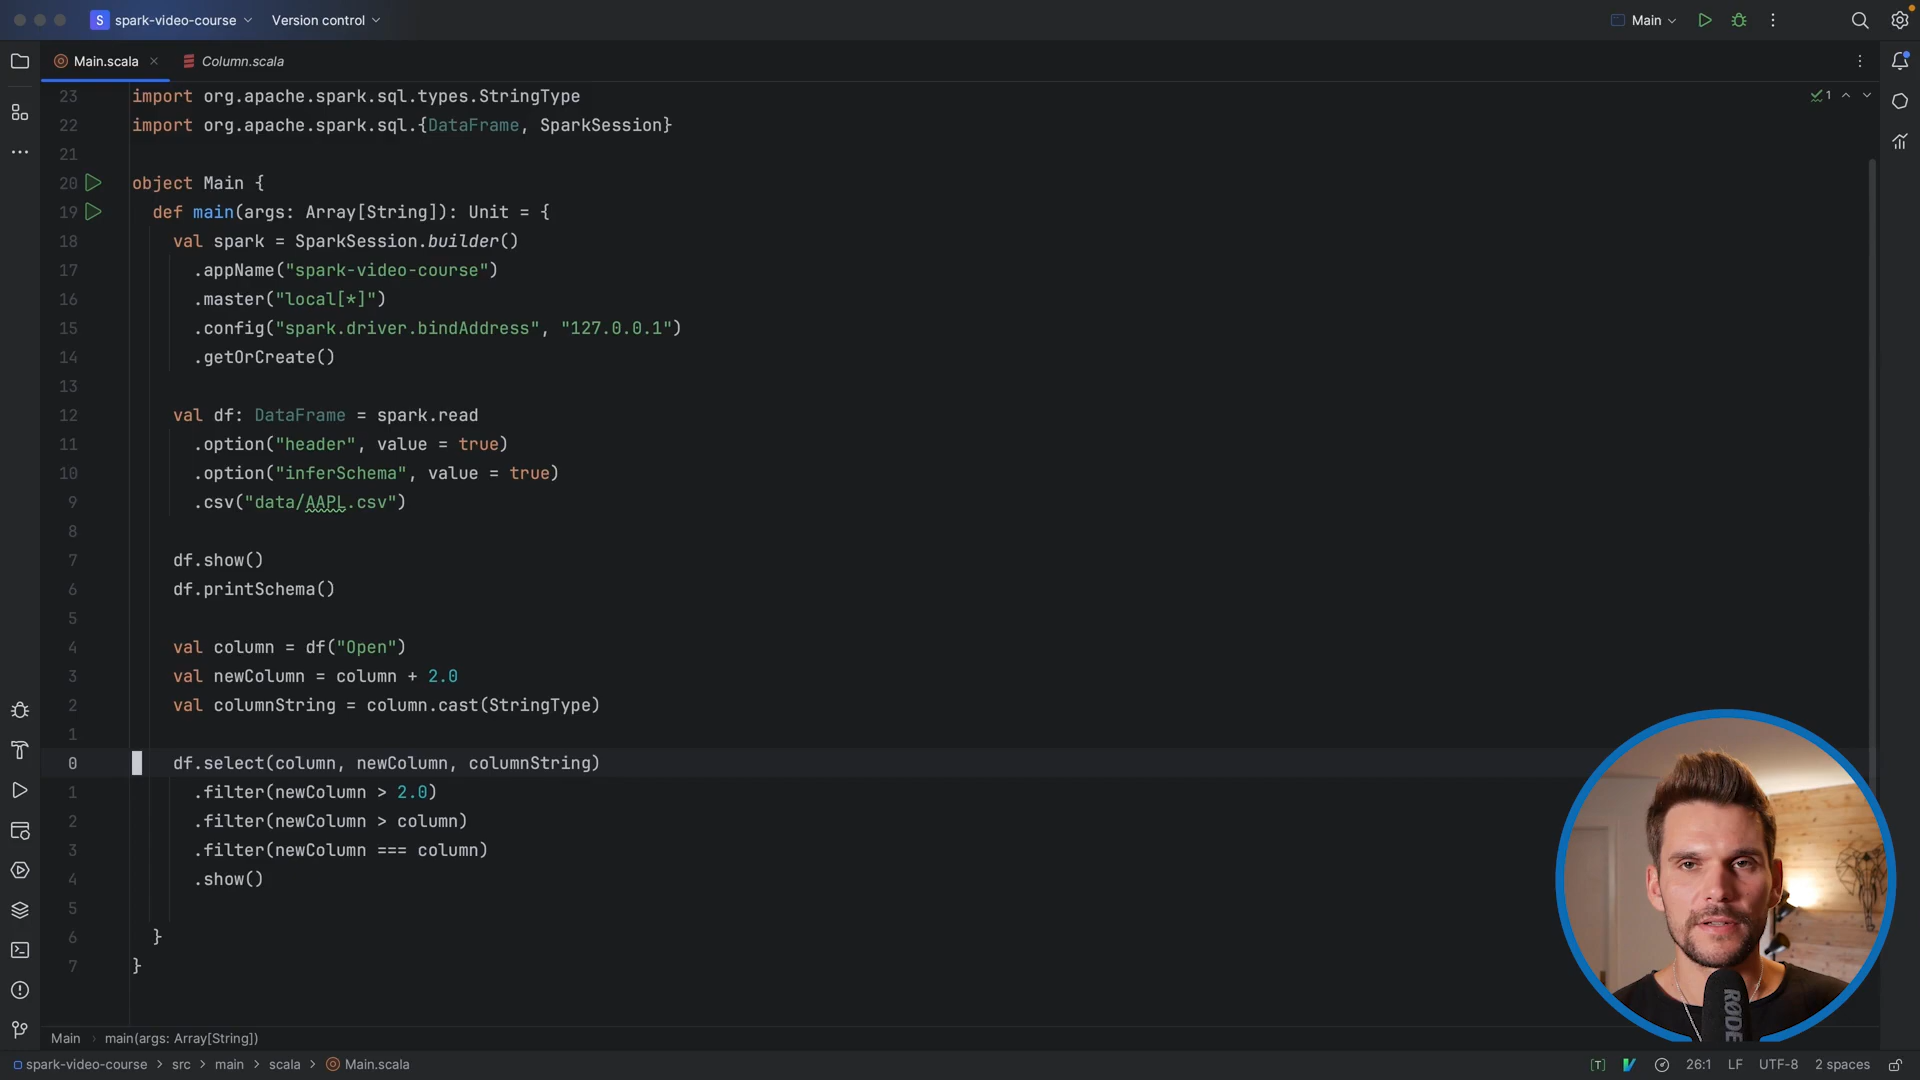 S spark-video-course Version control Main
Main.scala Column.scala
23 import org.apache.spark.sql.types.StringType
22 import org.apache.spark.sql.{DataFrame, SparkSession}
21
20 object Main {
19 def main(args: Array[String]): Unit = {
18 val spark = SparkSession.builder()
17 .appName("spark-video-course")
16 .master("local[*]")
15 .config("spark.driver.bindAddress", "127.0.0.1")
14 .getOrCreate()
13
12 val df: DataFrame = spark.read
11 .option("header", value = true)
10 .option("inferSchema", value = true)
9 .csv("data/AAPL.csv")
8
7 df.show()
6 df.printSchema()
5
4 val column = df("Open")
3 val newColumn = column + 2.0
2 val columnString = column.cast(StringType)
1
0 df.select(column, newColumn, columnString)
1 .filter(newColumn > 2.0)
2 .filter(newColumn > column)
3 .filter(newColumn === column)
4 .show()
5
6 }
7 }
1
RØDE
Main main(args: Array[String])
spark-video-course > src > main > scala > Main.scala [T] 26:1 LF UTF-8 2 spaces